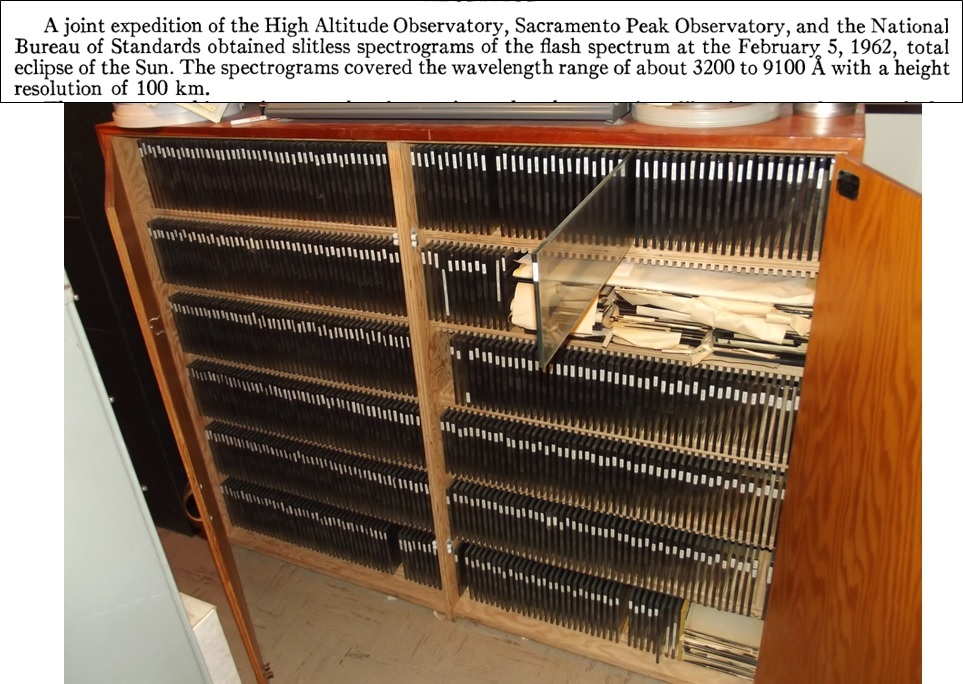 A joint expedition of the High Altitude Observatory, Sacramento Peak Observatory, and the National
Bureau of Standards obtained slitless spectrograms of the flash spectrum at the February 5, 1962, total
eclipse of the Sun. The spectrograms covered the wavelength range of about 3200 to 9100 Å with a height
resolution of 100 km.